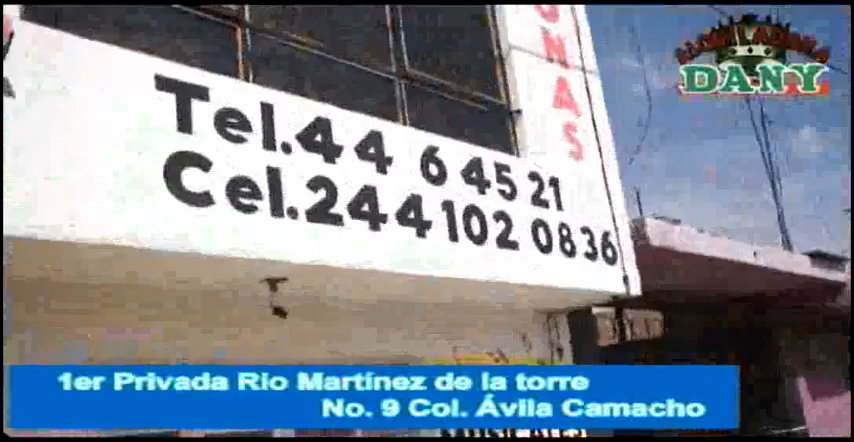 DANY
UNAS
Tel.44 6 45 21
Cel.244 102 0836
1er Privada Rio Martínez de la torre
No. 9 Col. Ávila Camacho